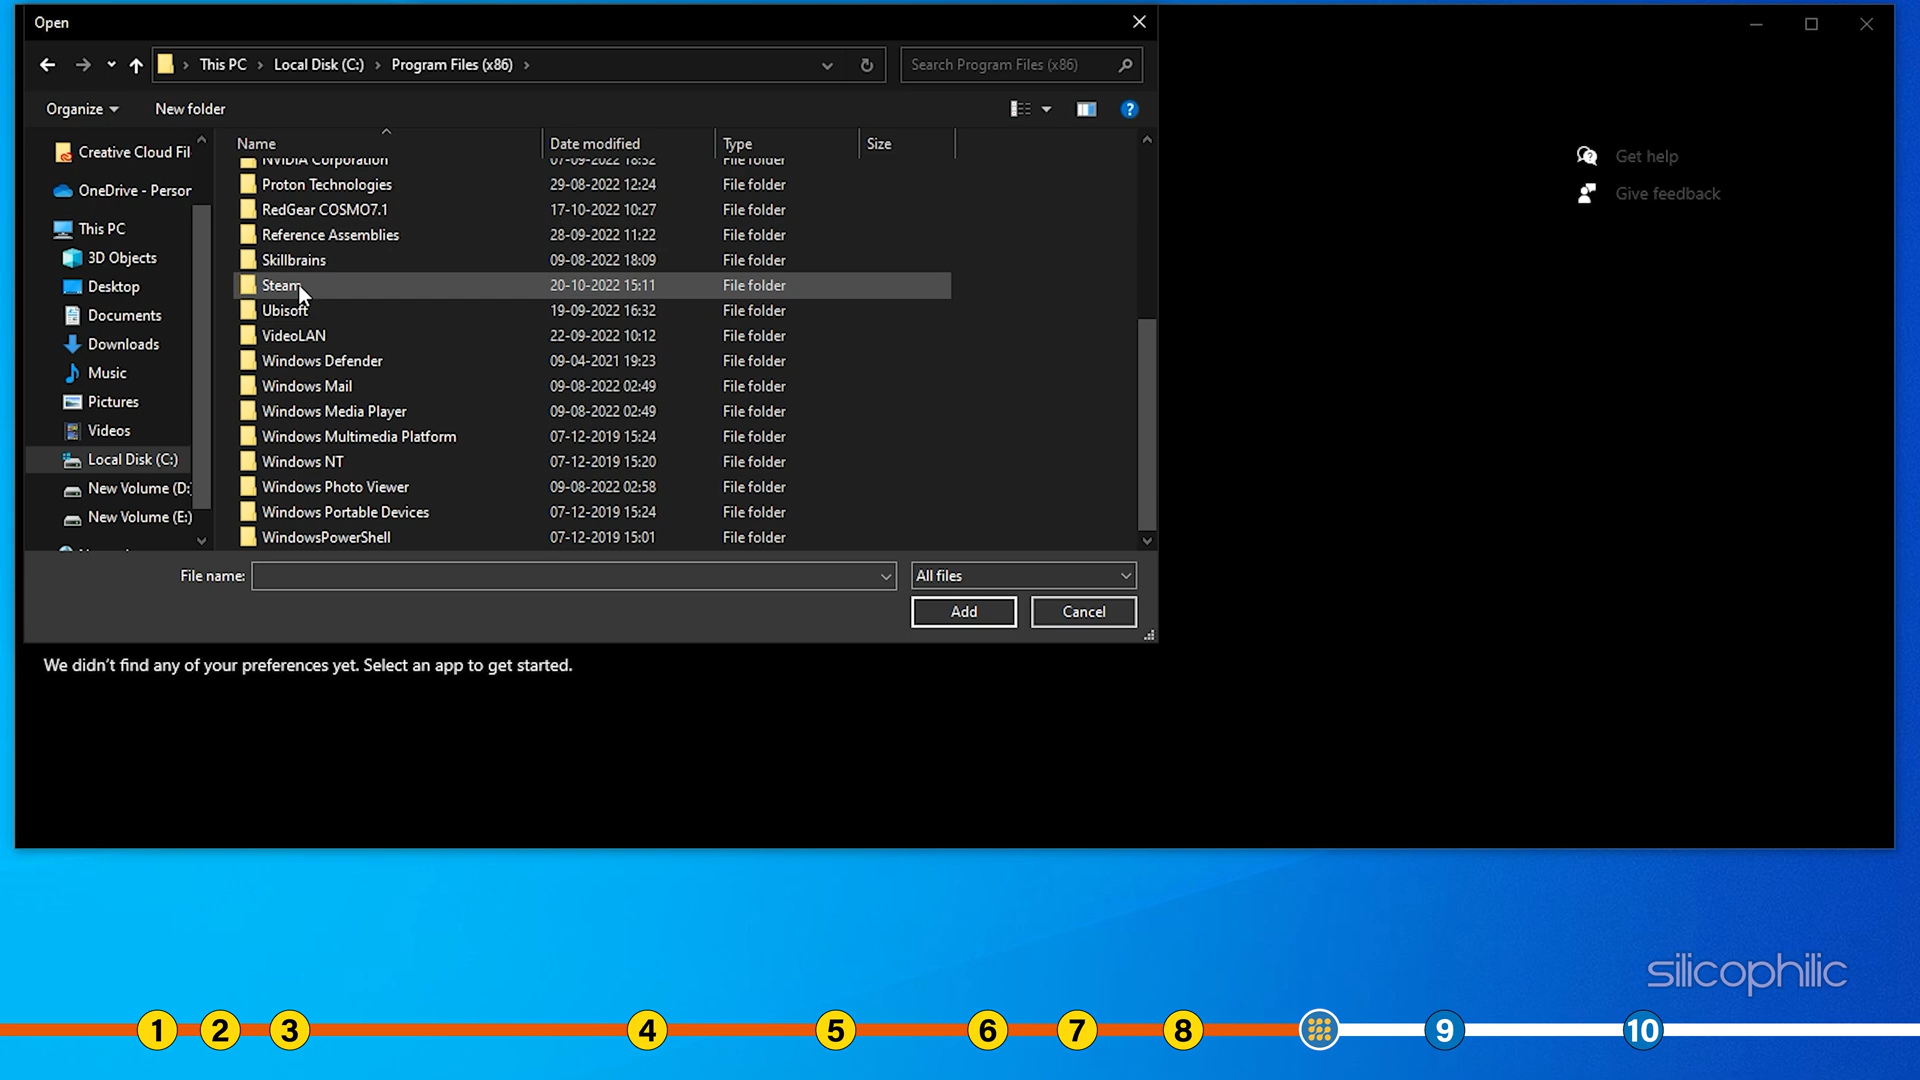 Open
This PC > Local Disk (C:) > Program Files (x86) >
Search Program Files (x86)
Organize
New folder
Name
Date modified
Type
Size
Creative Cloud Fil
OneDrive - Person
This PC
3D Objects
Desktop
Documents
Downloads
Music
Pictures
Videos
Local Disk (C:)
New Volume (D:)
New Volume (E:)
NVIDIA Corporation 07-09-2022 18:32 File folder
Proton Technologies 29-08-2022 12:24 File folder
RedGear COSMO7.1 17-10-2022 10:27 File folder
Reference Assemblies 28-09-2022 11:22 File folder
Skillbrains 09-08-2022 18:09 File folder
Steam 20-10-2022 15:11 File folder
Ubisoft 19-09-2022 16:32 File folder
VideoLAN 22-09-2022 10:12 File folder
Windows Defender 09-04-2021 19:23 File folder
Windows Mail 09-08-2022 02:49 File folder
Windows Media Player 09-08-2022 02:49 File folder
Windows Multimedia Platform 07-12-2019 15:24 File folder
Windows NT 07-12-2019 15:20 File folder
Windows Photo Viewer 09-08-2022 02:58 File folder
Windows Portable Devices 07-12-2019 15:24 File folder
WindowsPowerShell 07-12-2019 15:01 File folder
File name:
All files
Add
Cancel
Get help
Give feedback
We didn't find any of your preferences yet. Select an app to get started.
silicophilic
1 2 3 4 5 6 7 8 9 10